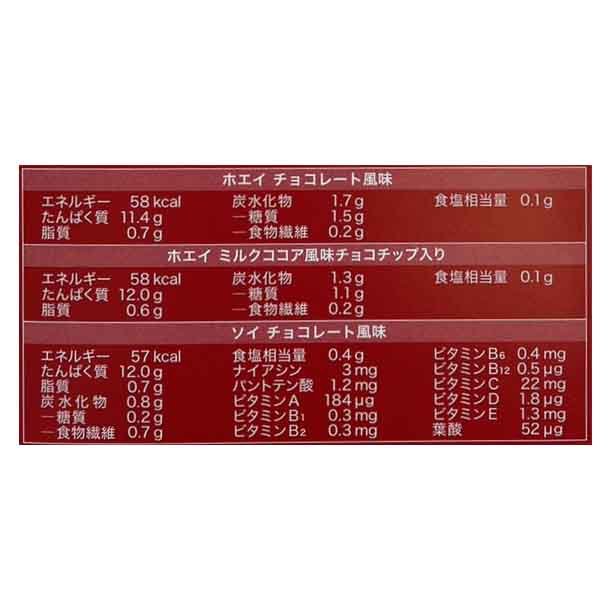 ホエイ チョコレート風味
エネルギー 58 kcal 炭水化物 1.7 g 食塩相当量 0.1 g
たんぱく質 11.4 g ー糖質 1.5 g
脂質 0.7 g ー食物繊維 0.2 g
ホエイ ミルクココア風味チョコチップ入り
エネルギー 58 kcal 炭水化物 1.3 g 食塩相当量 0.1 g
たんぱく質 12.0 g ー糖質 1.1 g
脂質 0.6 g ー食物繊維 0.2 g
ソイ チョコレート風味
エネルギー 57 kcal 食塩相当量 0.4 g ビタミンB6 0.4 mg
たんぱく質 12.0 g ナイアシン 3 mg ビタミンB12 0.5 μg
脂質 0.7 g パントテン酸 1.2 mg ビタミンC 22 mg
炭水化物 0.8 g ビタミンA 184 μg ビタミンD 1.8 μg
ー糖質 0.2 g ビタミンB1 0.3 mg ビタミンE 1.3 mg
ー食物繊維 0.7 g ビタミンB2 0.3 mg 葉酸 52 μg